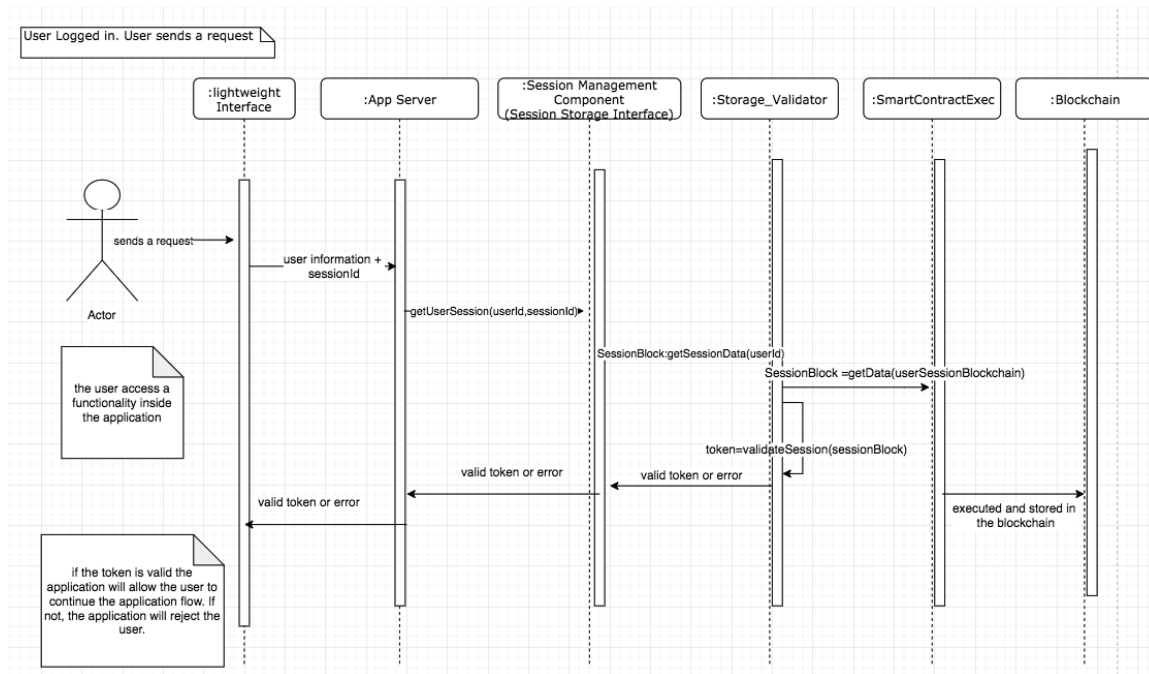 User Logged in. User sends a request
:lightweight
Interface
:App Server
:Session Management
Component
(Session Storage Interface)
:Storage_Validator
:SmartContractExec
:Blockchain
sends a request
user information +
sessionId
Actor
getUserSession(userId,sessionId)
the user access a
functionality inside
the application
SessionBlock:getSessionData(userId)
SessionBlock =getData(userSessionBlockchain)
token=validateSession(sessionBlock)
valid token or error
valid token or error
valid token or error
executed and stored in
the blockchain
if the token is valid the
application will allow the user to
continue the application flow. If
not, the application will reject the
user.